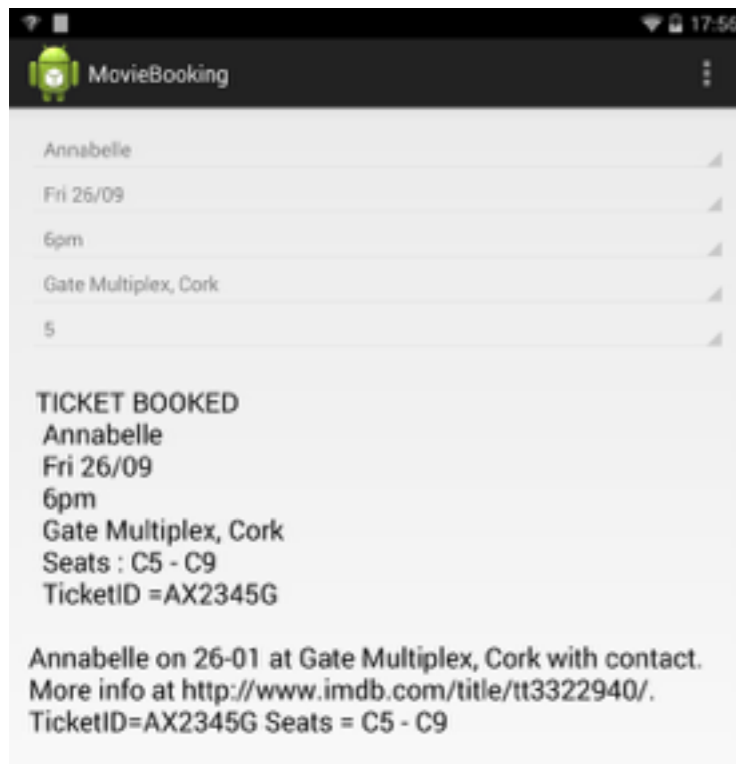 17:56
MovieBooking
Annabelle
Fri 26/09
6pm
Gate Multiplex, Cork
5
TICKET BOOKED
Annabelle
Fri 26/09
6pm
Gate Multiplex, Cork
Seats : C5 - C9
TicketID =AX2345G
Annabelle on 26-01 at Gate Multiplex, Cork with contact.
More info at http://www.imdb.com/title/tt3322940/.
TicketID=AX2345G Seats = C5 - C9